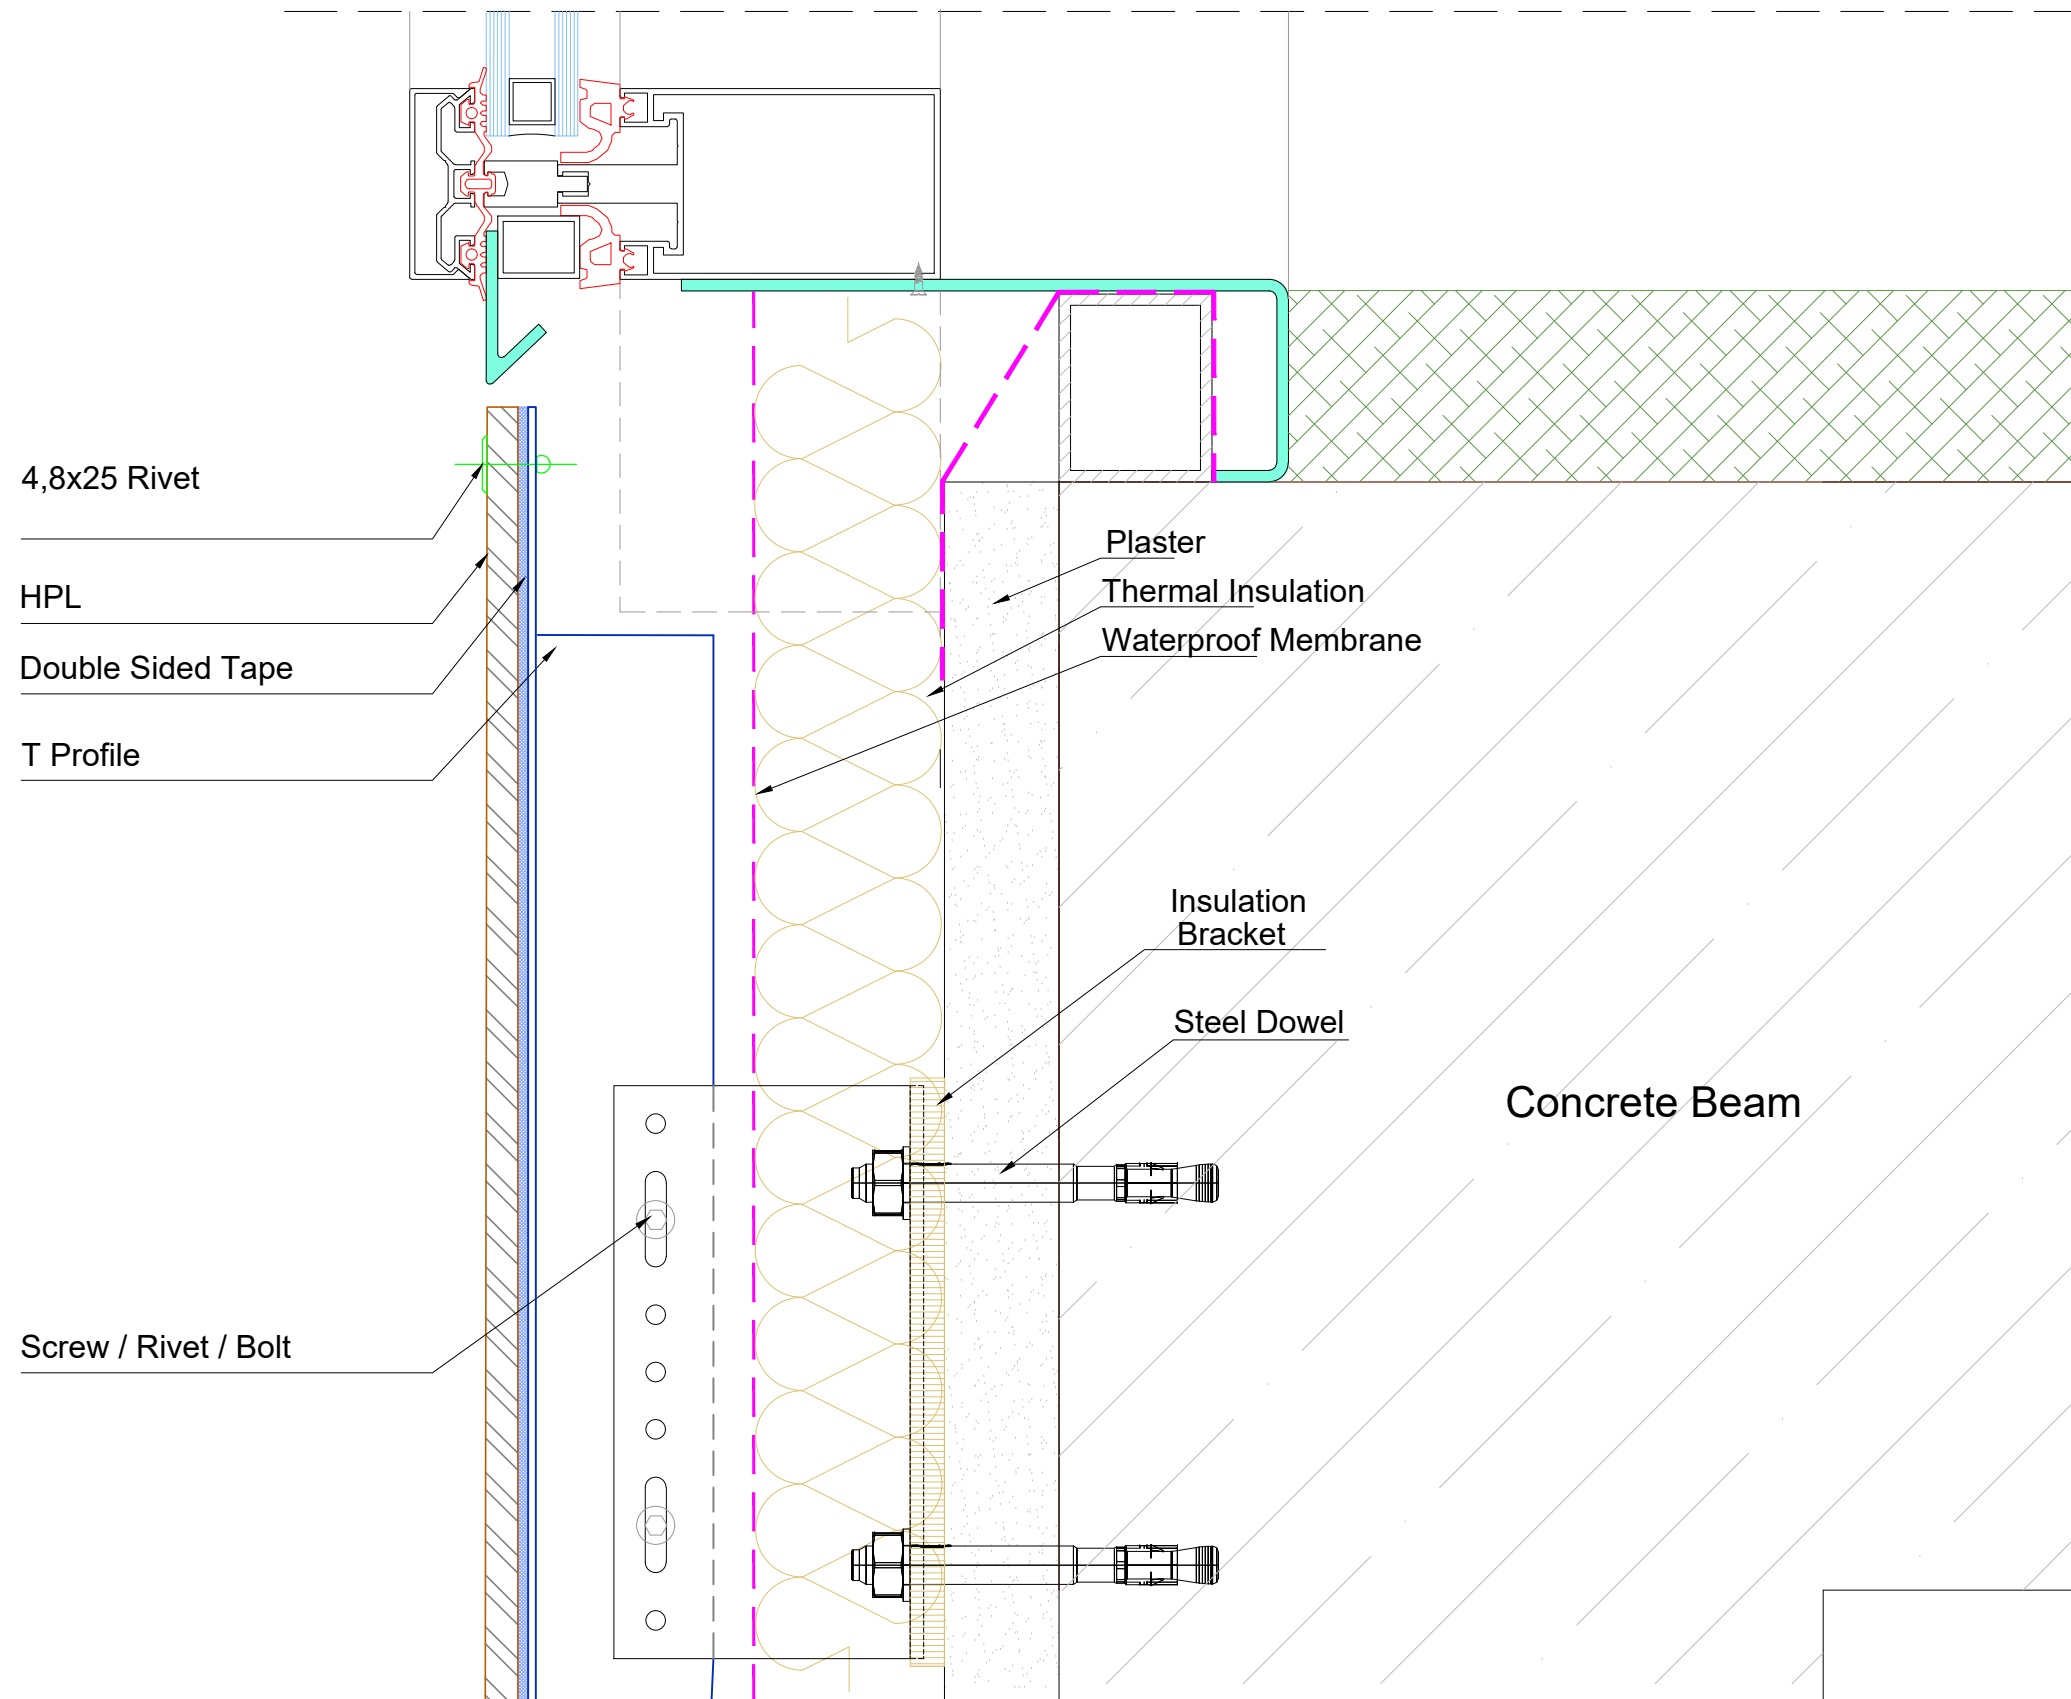 4,8x25 Rivet
HPL
Double Sided Tape
T Profile
Screw / Rivet / Bolt
Plaster
Thermal Insulation
Waterproof Membrane
Insulation
Bracket
Steel Dowel
Concrete Beam